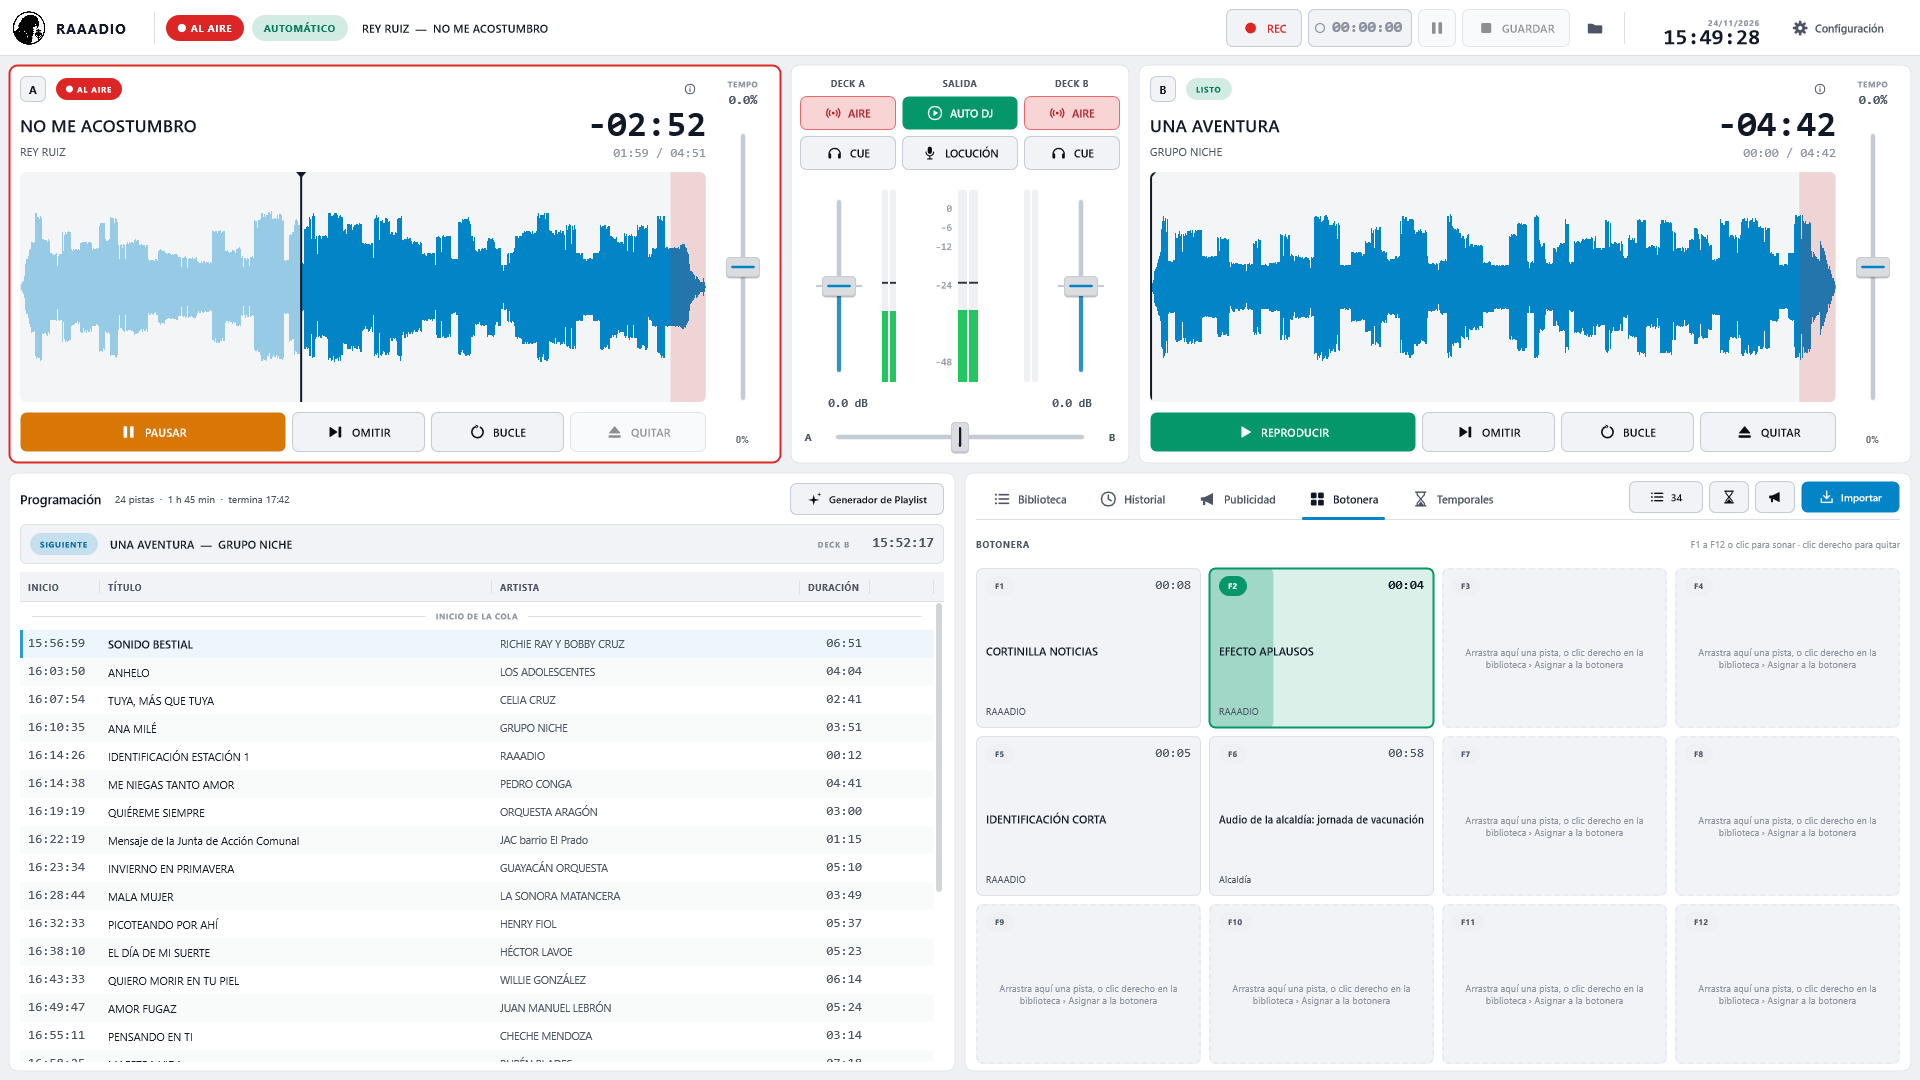 RAAADIO
AL AIRE
AUTOMÁTICO
REY RUIZ — NO ME ACOSTUMBRO
REC
00:00:00
GUARDAR
24/11/2026
15:49:28
Configuración
A
AL AIRE
TEMPO
0.0%
NO ME ACOSTUMBRO
-02:52
REY RUIZ
01:59 / 04:51
PAUSAR
OMITIR
BUCLE
QUITAR
0%
DECK A
SALIDA
DECK B
AIRE
AUTO DJ
AIRE
CUE
LOCUCIÓN
CUE
0
-6
-12
-24
-48
0.0 dB
0.0 dB
A
B
B
LISTO
TEMPO
0.0%
UNA AVENTURA
-04:42
GRUPO NICHE
00:00 / 04:42
REPRODUCIR
OMITIR
BUCLE
QUITAR
0%
Programación
24 pistas · 1 h 45 min · termina 17:42
Generador de Playlist
SIGUIENTE
UNA AVENTURA — GRUPO NICHE
DECK B
15:52:17
INICIO TÍTULO ARTISTA DURACIÓN
INICIO DE LA COLA
15:56:59 SONIDO BESTIAL RICHIE RAY Y BOBBY CRUZ 06:51
16:03:50 ANHELO LOS ADOLESCENTES 04:04
16:07:54 TUYA, MÁS QUE TUYA CELIA CRUZ 02:41
16:10:35 ANA MILÉ GRUPO NICHE 03:51
16:14:26 IDENTIFICACIÓN ESTACIÓN 1 RAAADIO 00:12
16:14:38 ME NIEGAS TANTO AMOR PEDRO CONGA 04:41
16:19:19 QUIÉREME SIEMPRE ORQUESTA ARAGÓN 03:00
16:22:19 Mensaje de la Junta de Acción Comunal JAC barrio El Prado 01:15
16:23:34 INVIERNO EN PRIMAVERA GUAYACÁN ORQUESTA 05:10
16:28:44 MALA MUJER LA SONORA MATANCERA 03:49
16:32:33 PICOTEANDO POR AHÍ HENRY FIOL 05:37
16:38:10 EL DÍA DE MI SUERTE HÉCTOR LAVOE 05:23
16:43:33 QUIERO MORIR EN TU PIEL WILLIE GONZÁLEZ 06:14
16:49:47 AMOR FUGAZ JUAN MANUEL LEBRÓN 05:24
16:55:11 PENSANDO EN TI CHECHE MENDOZA 03:14
Biblioteca
Historial
Publicidad
Botonera
Temporales
34
Importar
BOTONERA
F1 a F12 o clic para sonar · clic derecho para quitar
F1 00:08
CORTINILLA NOTICIAS
RAAADIO
F2 00:04
EFECTO APLAUSOS
RAAADIO
F3
Arrastra aquí una pista, o clic derecho en la
biblioteca › Asignar a la botonera
F4
Arrastra aquí una pista, o clic derecho en la
biblioteca › Asignar a la botonera
F5 00:05
IDENTIFICACIÓN CORTA
RAAADIO
F6 00:58
Audio de la alcaldía: jornada de vacunación
Alcaldía
F7
Arrastra aquí una pista, o clic derecho en la
biblioteca › Asignar a la botonera
F8
Arrastra aquí una pista, o clic derecho en la
biblioteca › Asignar a la botonera
F9
Arrastra aquí una pista, o clic derecho en la
biblioteca › Asignar a la botonera
F10
Arrastra aquí una pista, o clic derecho en la
biblioteca › Asignar a la botonera
F11
Arrastra aquí una pista, o clic derecho en la
biblioteca › Asignar a la botonera
F12
Arrastra aquí una pista, o clic derecho en la
biblioteca › Asignar a la botonera